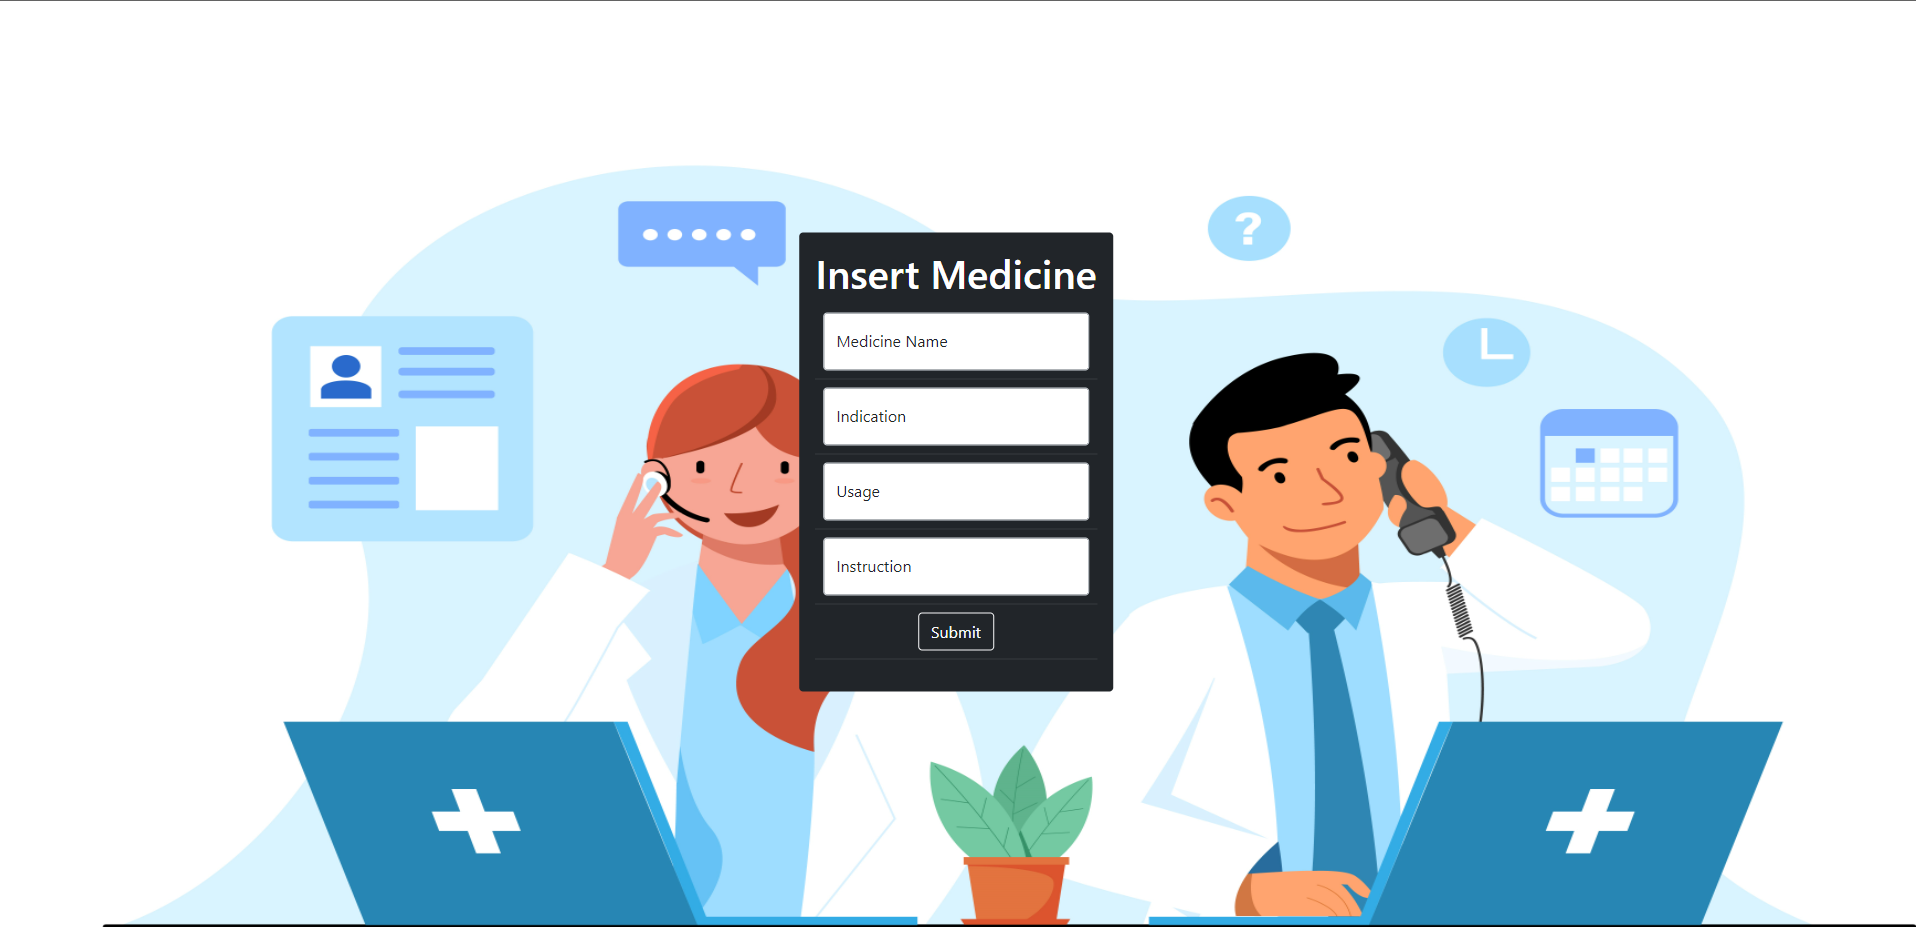 ?
Insert Medicine
Medicine Name
Indication
Usage
Instruction
Submit